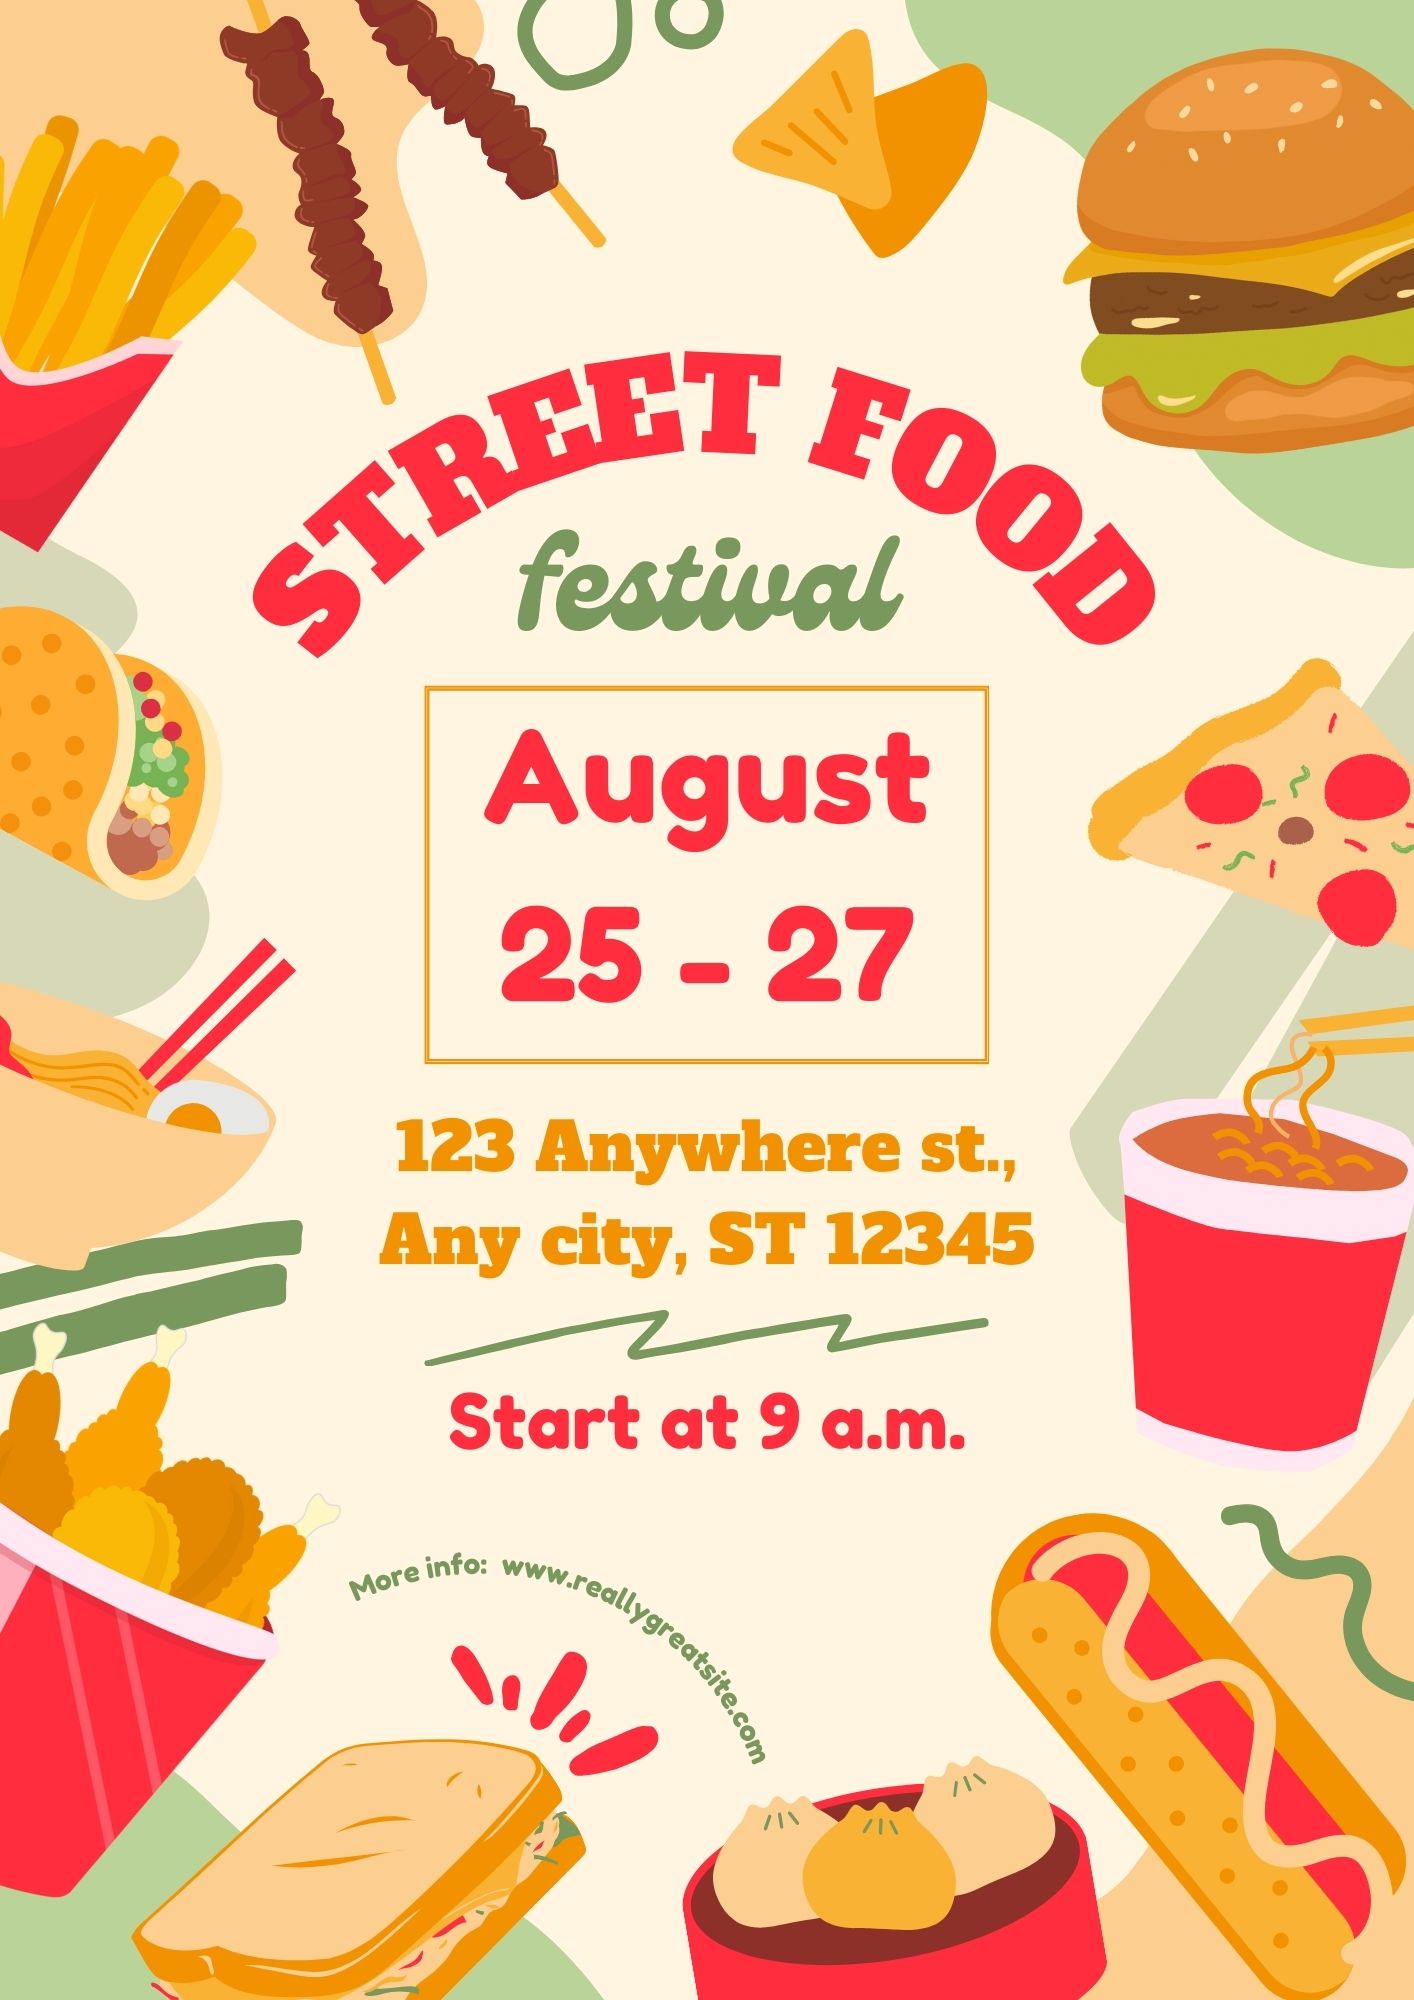 STREET FOOD
festival
August
25 - 27
123 Anywhere st.,
Any city, ST 12345
Start at 9 a.m.
More info: www.reallygreatsite.com